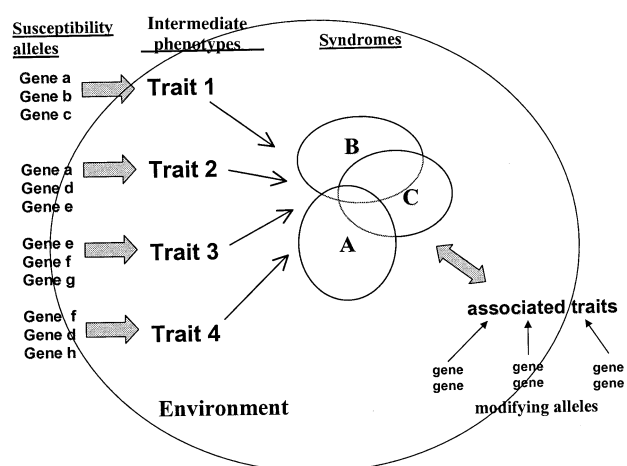 Susceptibility
alleles
Intermediate
phenotypes
Syndromes
Gene a
Gene b
Gene c
Trait 1
Gene a
Gene d
Gene e
Trait 2
Gene e
Gene f
Gene g
Trait 3
Gene f
Gene d
Gene h
Trait 4
B
C
A
associated traits
gene
gene
gene
gene
gene
gene
modifying alleles
Environment